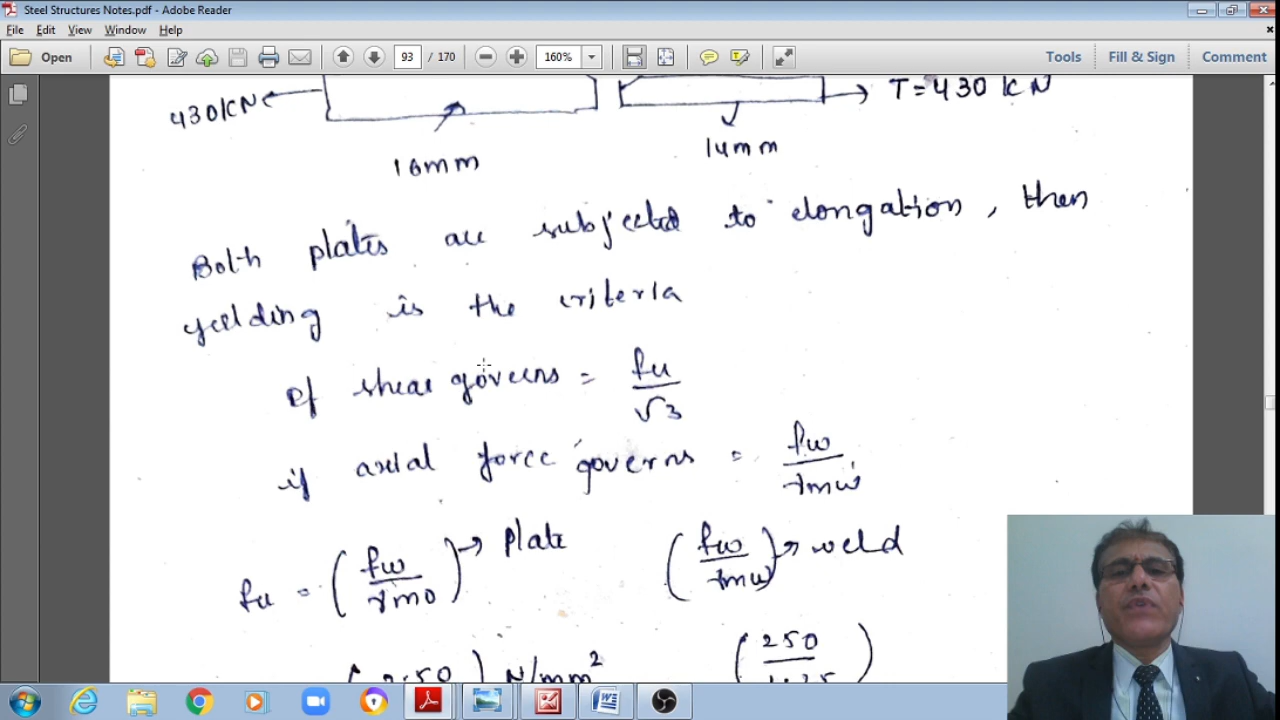 Steel Structures Notes.pdf - Adobe Reader
File Edit View Window Help
Open 93 / 170 160% Tools Fill & Sign Comment
430KN T=430 KN
16mm 14mm
Both plates are subjected to elongation, then
yielding is the criteria
If shear governs = fu/√3
if axial force governs = fw/γmw
fu = (fw/γm0) → Plate (fw/γmw) → weld
N/mm² (250